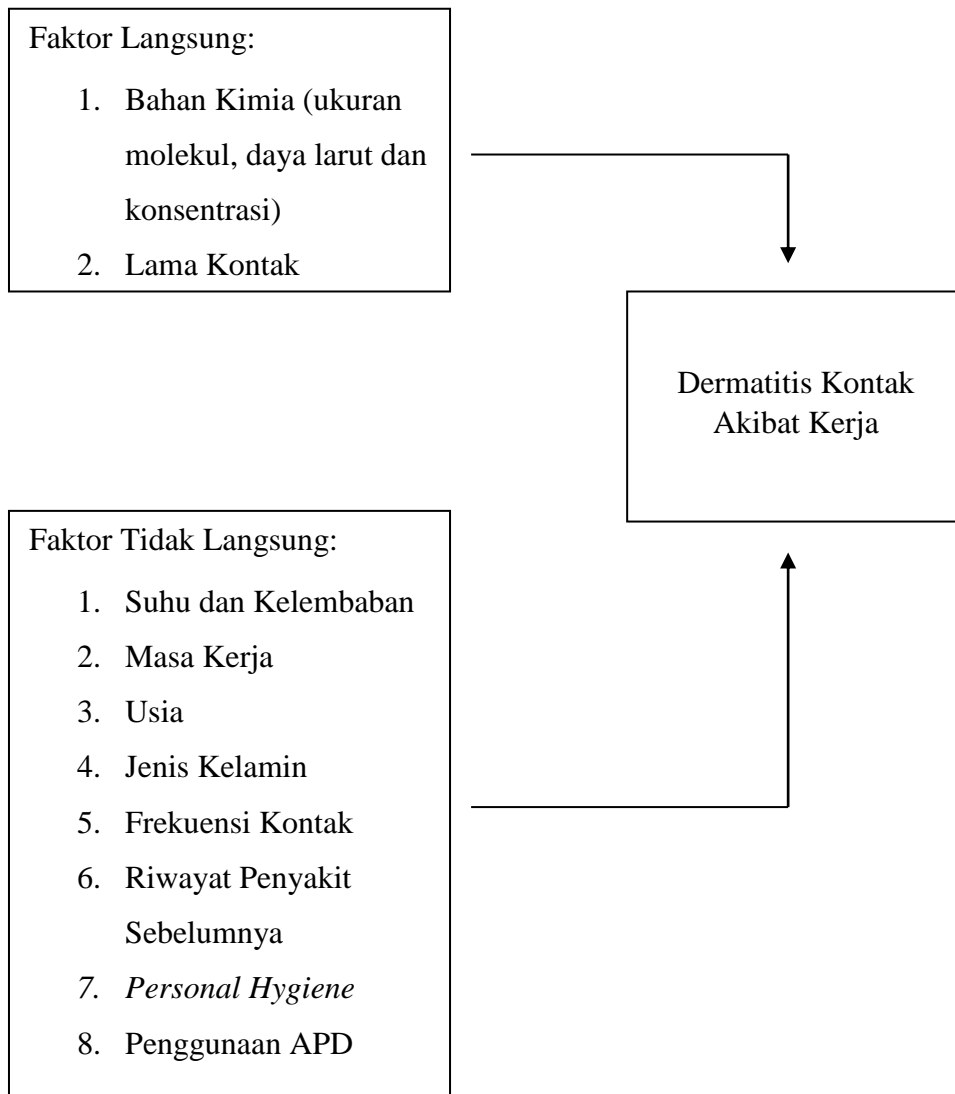 Faktor Langsung:
1. Bahan Kimia (ukuran
molekul, daya larut dan
konsentrasi)
2. Lama Kontak
Dermatitis Kontak
Akibat Kerja
Faktor Tidak Langsung:
1. Suhu dan Kelembaban
2. Masa Kerja
3. Usia
4. Jenis Kelamin
5. Frekuensi Kontak
6. Riwayat Penyakit
Sebelumnya
7. Personal Hygiene
8. Penggunaan APD